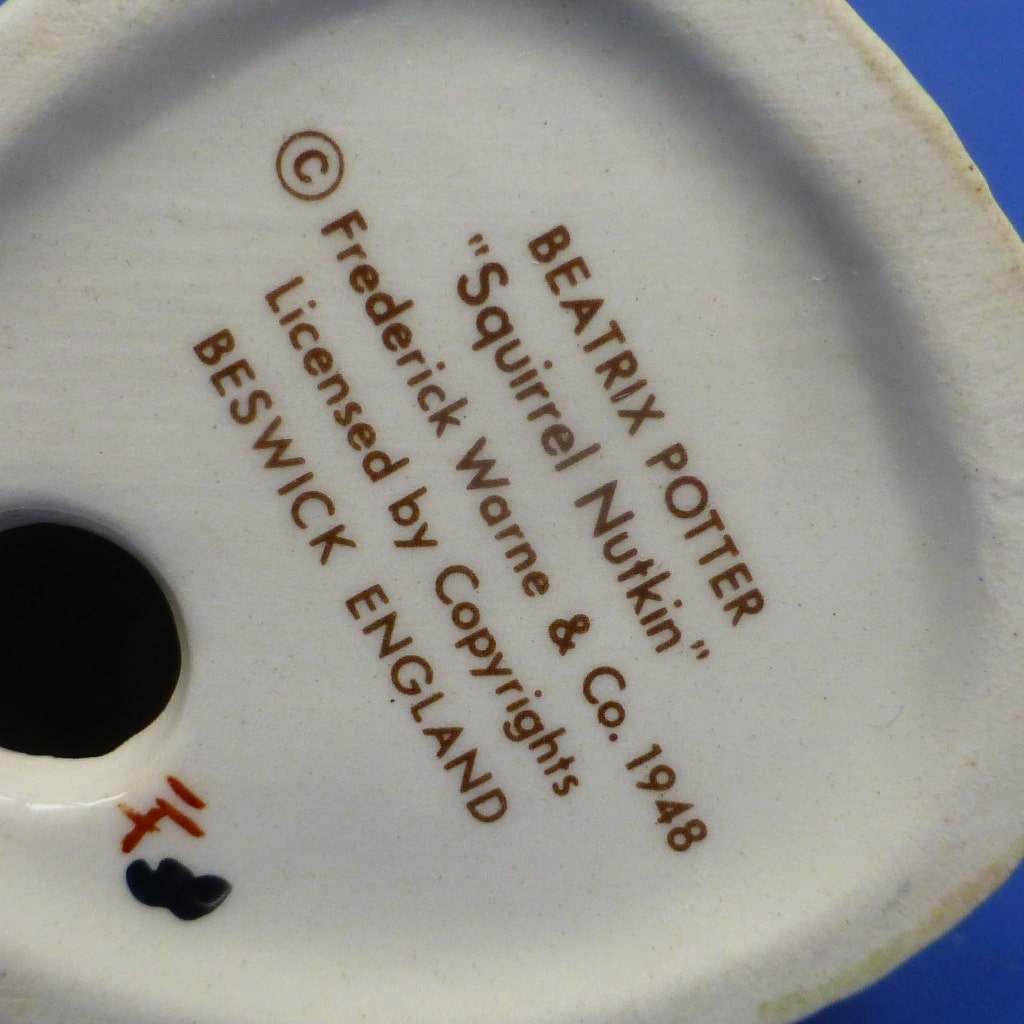 BEATRIX POTTER
"Squirrel Nutkin"
© Frederick Warne & Co. 1948
Licensed by Copyrights
BESWICK ENGLAND